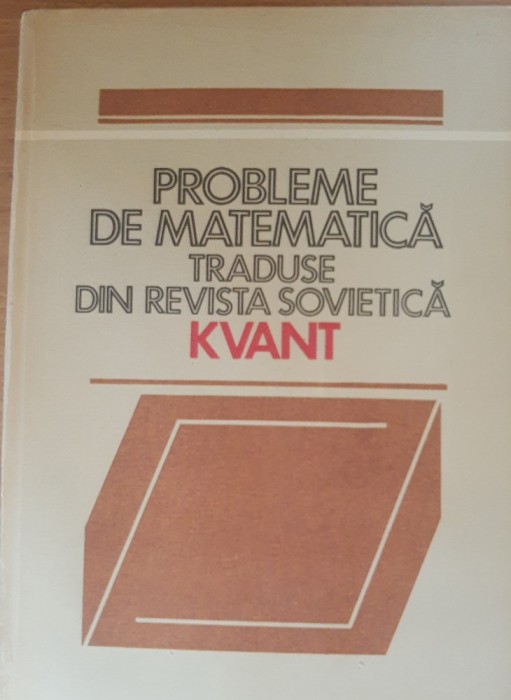 PROBLEME
DE MATEMATICĂ
TRADUSE
DIN REVISTA SOVIETICĂ
KVANT